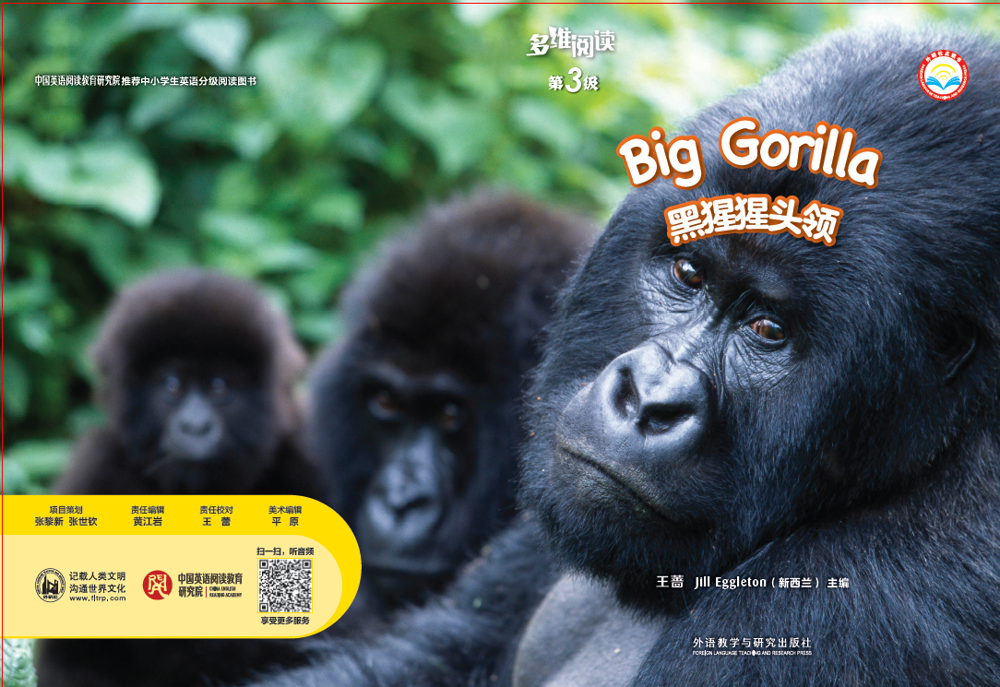 中国英语阅读教育研究院推荐中小学生英语分级阅读图书
多维阅读
第3级
Big Gorilla
黑猩猩头领
项目策划 责任编辑 责任校对 美术编辑
张黎新 张世钦 黄江岩 王 蕾 平 原
扫一扫，听音频
记载人类文明
沟通世界文化
www.fltrp.com
外研社
中国英语阅读教育
研究院
CHINA ENGLISH
READING ACADEMY
享受更多服务
王蔷 Jill Eggleton（新西兰） 主编
外语教学与研究出版社
FOREIGN LANGUAGE TEACHING AND RESEARCH PRESS